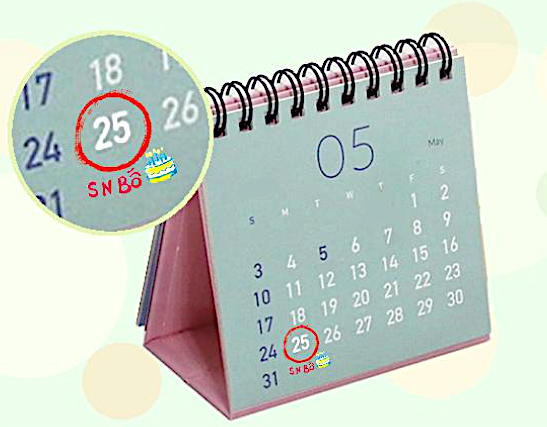 17 18
24 25 26
SN Bố
31
05 May
S M T W T F S
1 2
3 4 5 6 7 8 9
10 11 12 13 14 15 16
17 18 19 20 21 22 23
24 25 26 27 28 29 30
SN Bố
31